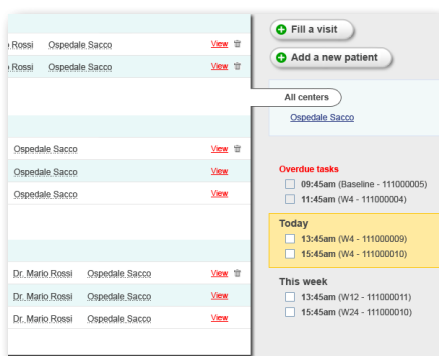 Rossi Ospedale Sacco View
Rossi Ospedale Sacco View
Ospedale Sacco View
Ospedale Sacco View
Ospedale Sacco View
Dr. Mario Rossi Ospedale Sacco View
Dr. Mario Rossi Ospedale Sacco View
Dr. Mario Rossi Ospedale Sacco View
Fill a visit
Add a new patient
All centers
Ospedale Sacco
Overdue tasks
09:45am (Baseline - 111000005)
11:45am (W4 - 111000004)
Today
13:45am (W4 - 111000009)
15:45am (W4 - 111000010)
This week
13:45am (W12 - 111000011)
15:45am (W24 - 111000010)